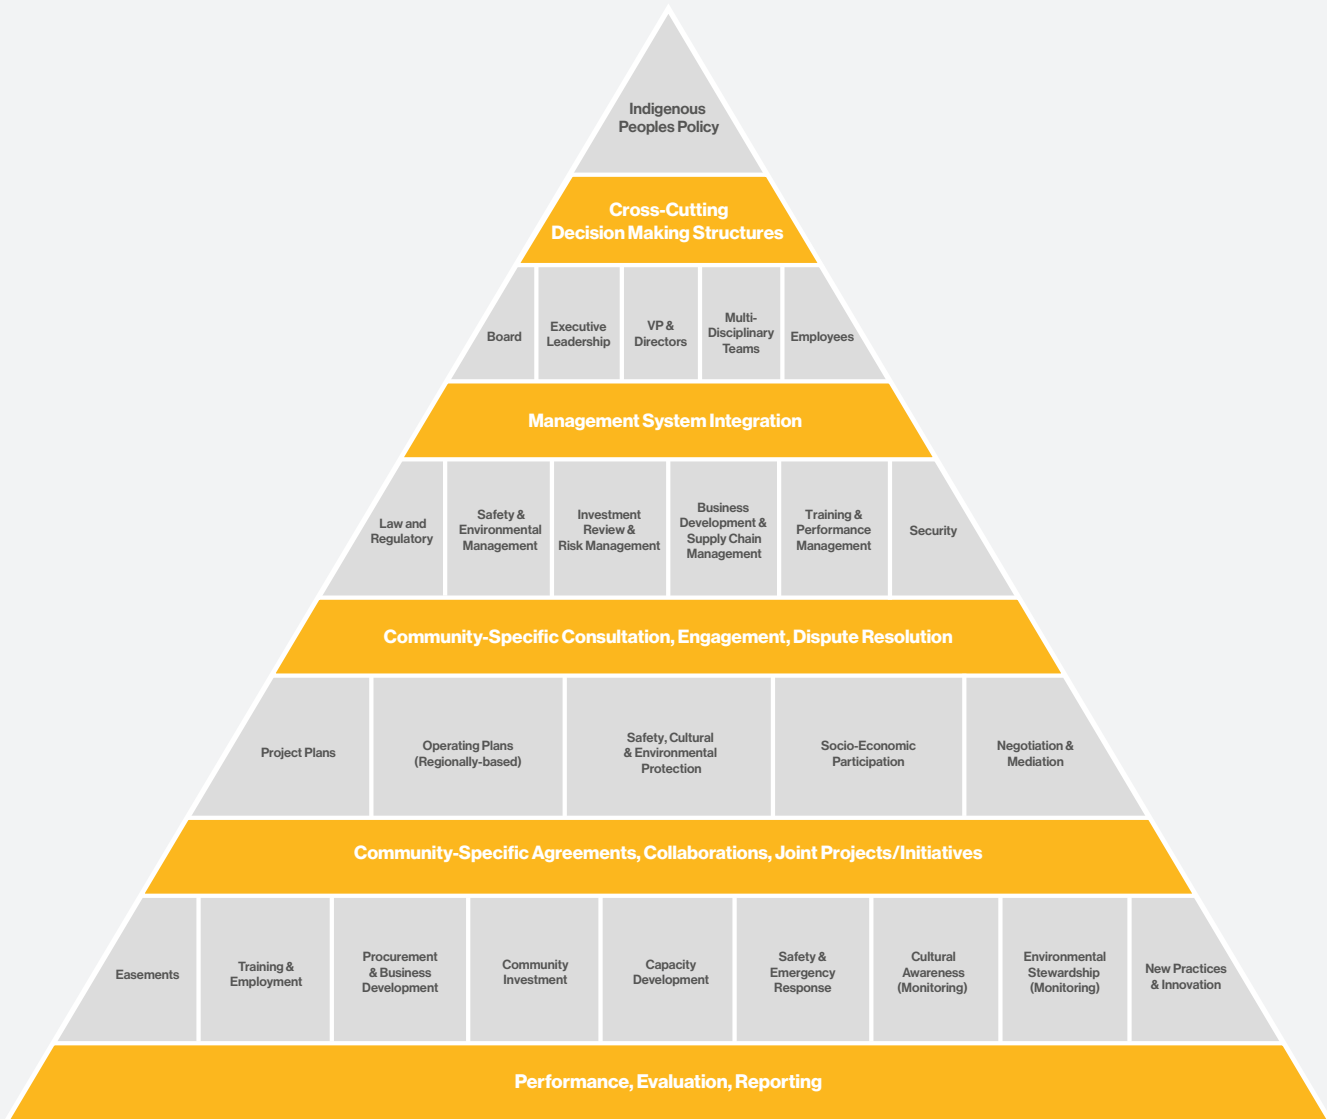 Indigenous
Peoples Policy
Cross-Cutting
Decision Making Structures
Board
Executive
Leadership
VP &
Directors
Multi-
Disciplinary
Teams
Employees
Management System Integration
Law and
Regulatory
Safety &
Environmental
Management
Investment
Review &
Risk Management
Business
Development &
Supply Chain
Management
Training &
Performance
Management
Security
Community-Specific Consultation, Engagement, Dispute Resolution
Project Plans
Operating Plans
(Regionally-based)
Safety, Cultural
& Environmental
Protection
Socio-Economic
Participation
Negotiation &
Mediation
Community-Specific Agreements, Collaborations, Joint Projects/Initiatives
Easements
Training &
Employment
Procurement
& Business
Development
Community
Investment
Capacity
Development
Safety &
Emergency
Response
Cultural
Awareness
(Monitoring)
Environmental
Stewardship
(Monitoring)
New Practices
& Innovation
Performance, Evaluation, Reporting